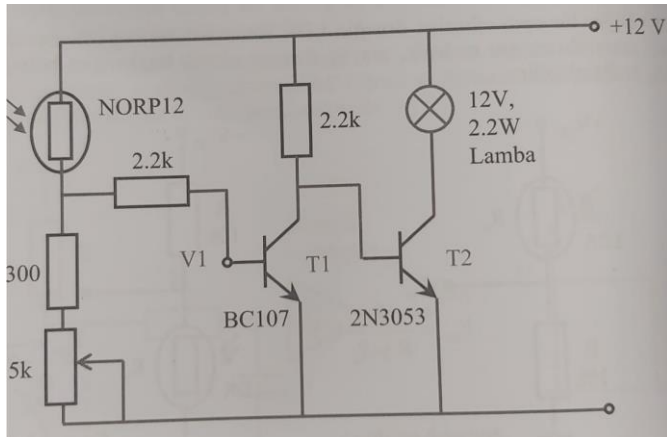 +12 V
NORP12
2.2k
2.2k
12V,
2.2W
Lamba
300
V1
T1
T2
BC107
2N3053
5k